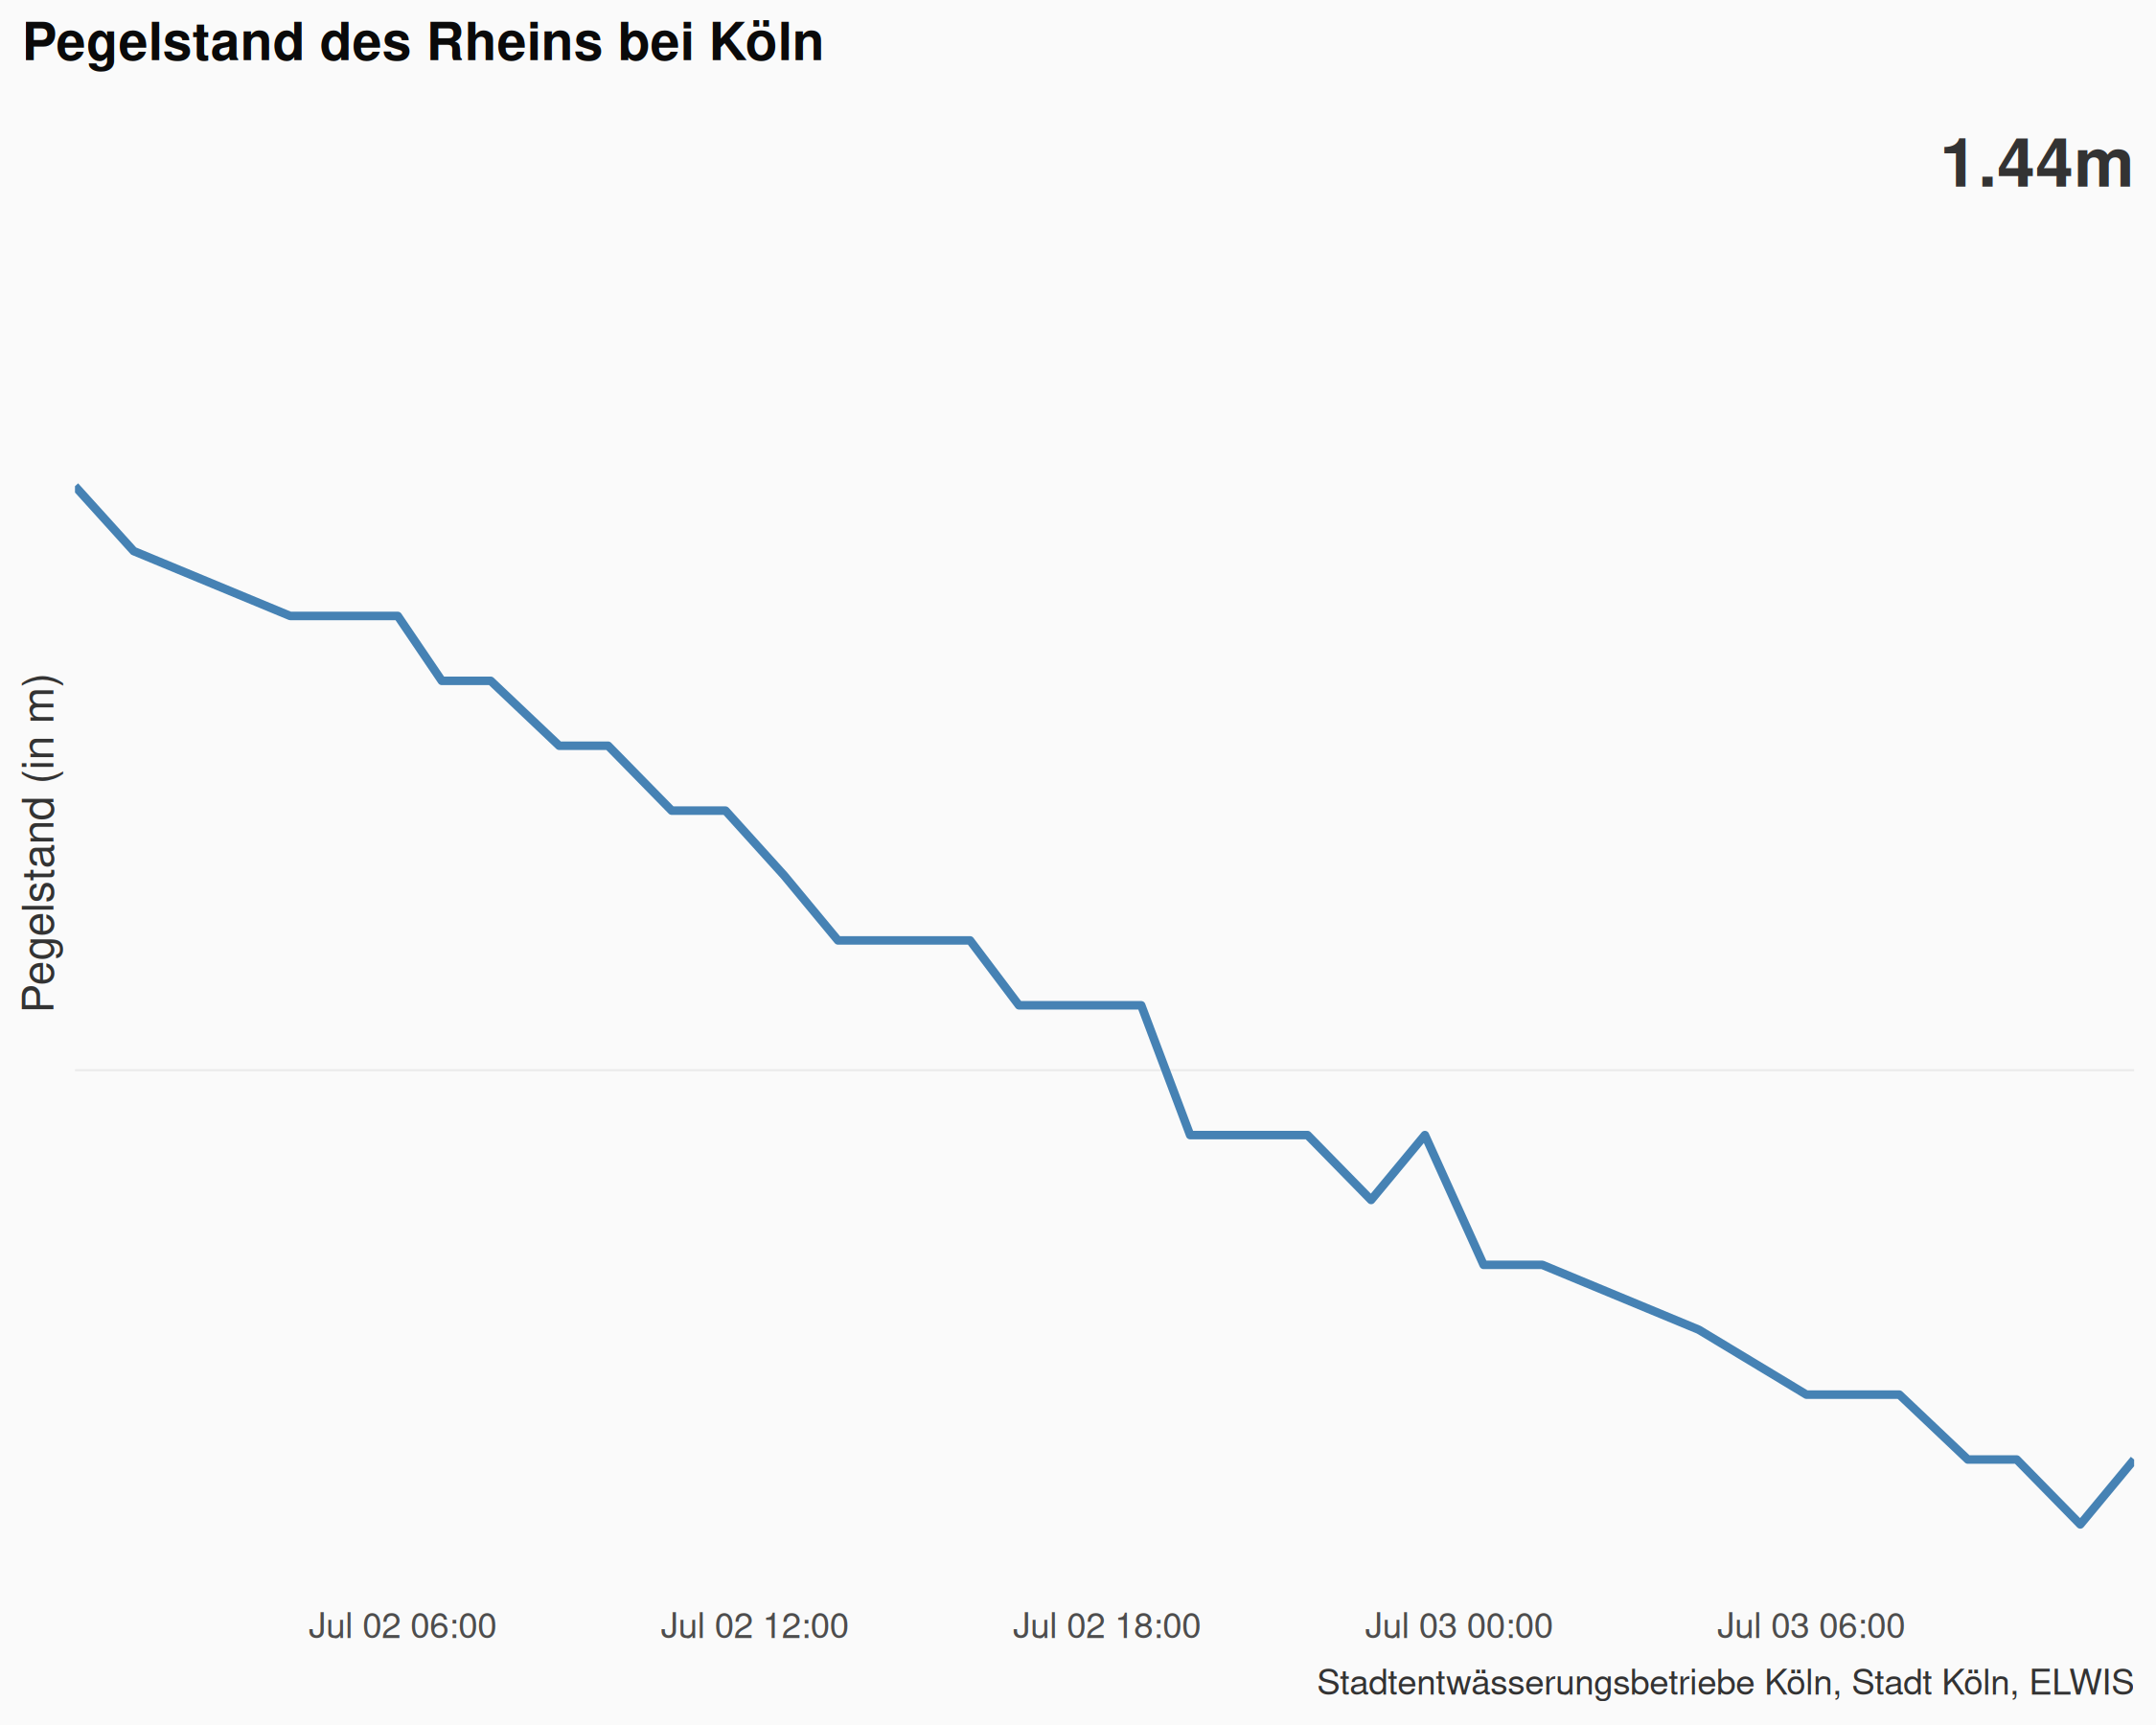 Pegelstand des Rheins bei Köln
1.44m
Pegelstand (in m)
Jul 02 06:00 Jul 02 12:00 Jul 02 18:00 Jul 03 00:00 Jul 03 06:00
Stadtentwässerungsbetriebe Köln, Stadt Köln, ELWIS